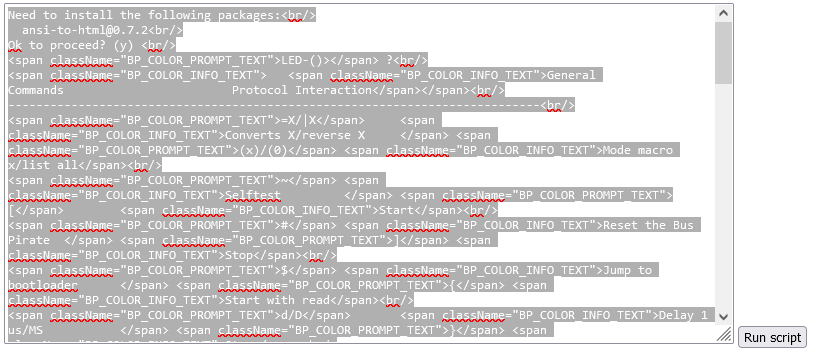 Need to install the following packages:<br/>
  ansi-to-html@0.7.2<br/>
Ok to proceed? (y) <br/>
<span className="BP_COLOR_PROMPT_TEXT">LED-()></span> ?<br/>
<span className="BP_COLOR_INFO_TEXT">   <span className="BP_COLOR_INFO_TEXT">General
Commands                        Protocol Interaction</span></span><br/>
---------------------------------------------------------------------------<br/>
<span className="BP_COLOR_PROMPT_TEXT">=X/|X</span>     <span
className="BP_COLOR_INFO_TEXT">Converts X/reverse X     </span> <span
className="BP_COLOR_PROMPT_TEXT">(x)/(0)</span> <span className="BP_COLOR_INFO_TEXT">Mode macro
x/list all</span><br/>
<span className="BP_COLOR_PROMPT_TEXT">~</span> <span
className="BP_COLOR_INFO_TEXT">Selftest         </span> <span className="BP_COLOR_PROMPT_TEXT">
[</span>        <span className="BP_COLOR_INFO_TEXT">Start</span><br/>
<span className="BP_COLOR_PROMPT_TEXT">#</span> <span className="BP_COLOR_INFO_TEXT">Reset the Bus
Pirate  </span> <span className="BP_COLOR_PROMPT_TEXT">]</span> <span
className="BP_COLOR_INFO_TEXT">Stop</span><br/>
<span className="BP_COLOR_PROMPT_TEXT">$</span> <span className="BP_COLOR_INFO_TEXT">Jump to
bootloader      </span> <span className="BP_COLOR_PROMPT_TEXT">{</span> <span
className="BP_COLOR_INFO_TEXT">Start with read</span><br/>
<span className="BP_COLOR_PROMPT_TEXT">d/D</span>       <span className="BP_COLOR_INFO_TEXT">Delay 1
us/MS           </span> <span className="BP_COLOR_PROMPT_TEXT">}</span> <span
Run script